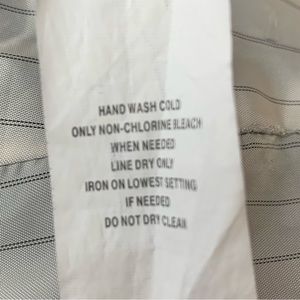 HAND WASH COLD
ONLY NON-CHLORINE BLEACH
WHEN NEEDED
LINE DRY ONLY
IRON ON LOWEST SETTING
IF NEEDED
DO NOT DRY CLEAN